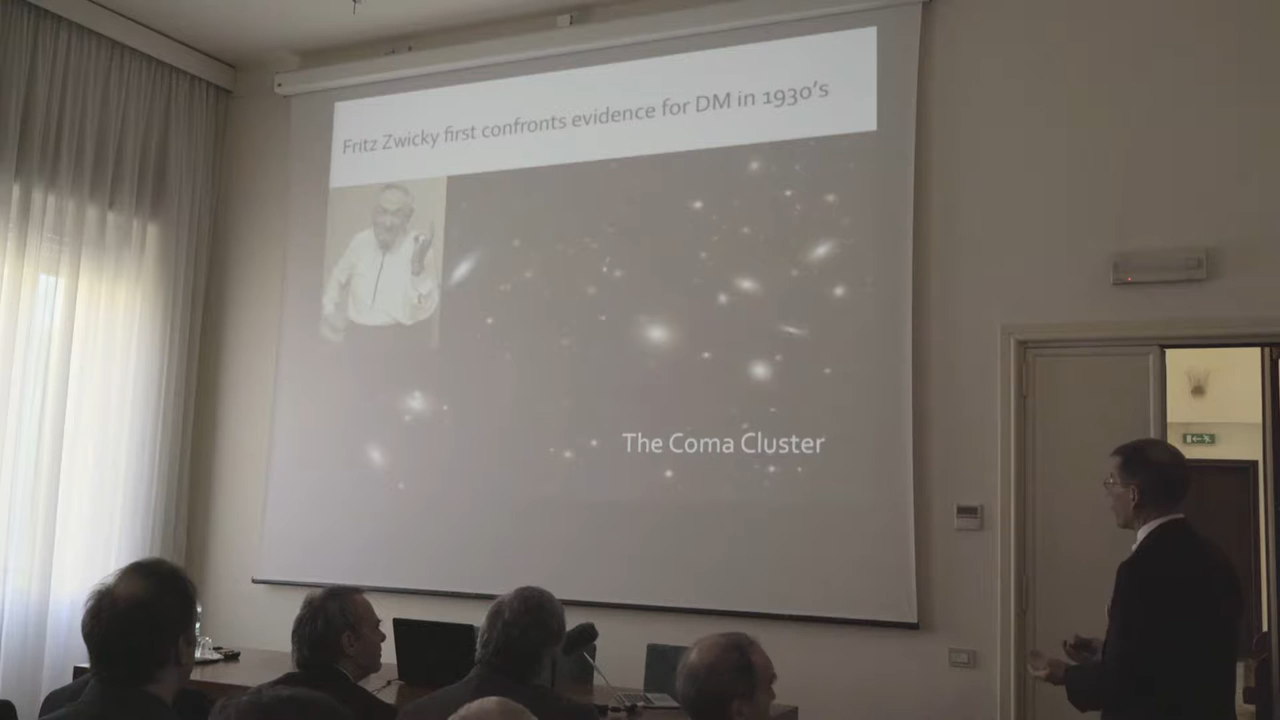 Fritz Zwicky first confronts evidence for DM in 1930's
The Coma Cluster